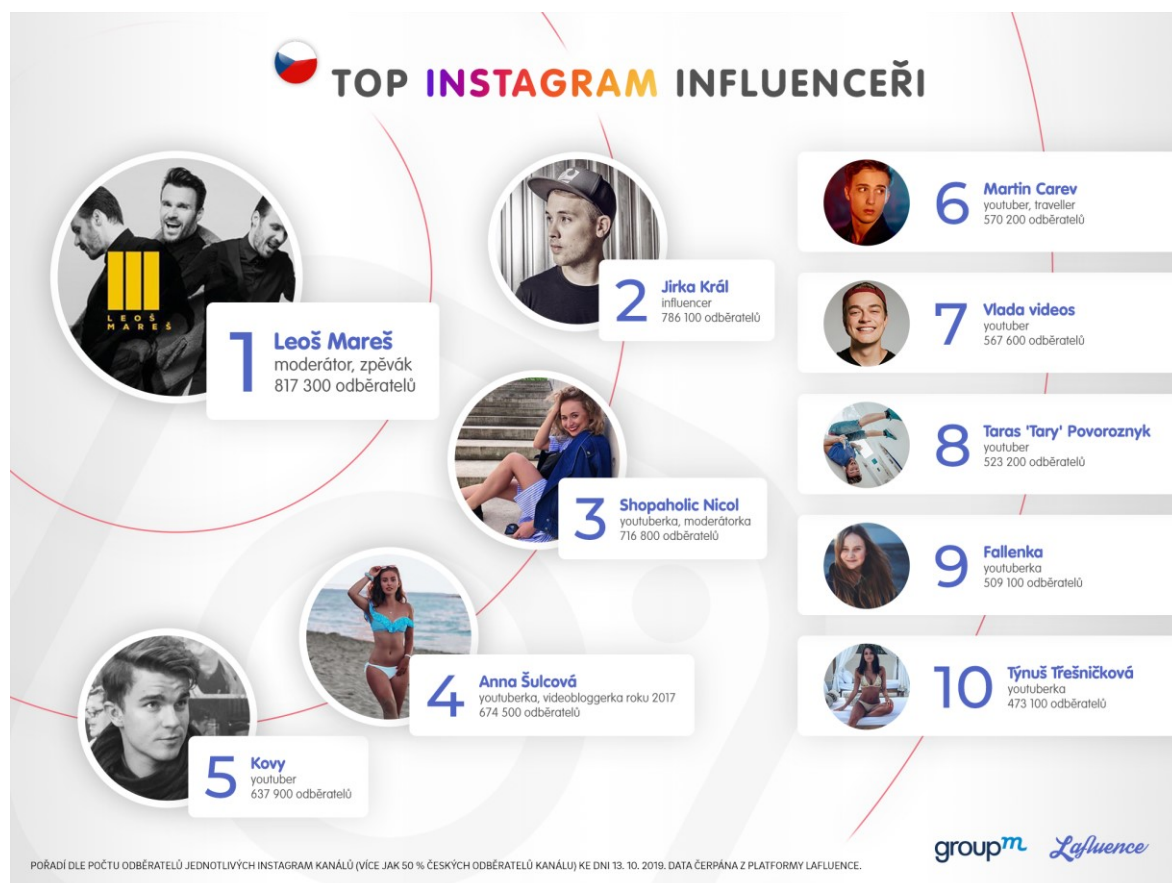 TOP INSTAGRAM INFLUENCEŘI
LEOŠ
MAREŠ
1
Leoš Mareš
moderátor, zpěvák
817 300 odběratelů
2
Jirka Král
influencer
786 100 odběratelů
3
Shopaholic Nicol
youtuberka, moderátorka
716 800 odběratelů
4
Anna Šulcová
youtuberka, videobloggerka roku 2017
674 500 odběratelů
5
Kovy
youtuber
637 900 odběratelů
6
Martin Carev
youtuber, traveller
570 200 odběratelů
7
Vlada videos
youtuber
567 600 odběratelů
8
Taras 'Tary' Povoroznyk
youtuber
523 200 odběratelů
9
Fallenka
youtuberka
509 100 odběratelů
10
Týnuš Třešničková
youtuberka
473 100 odběratelů
POŘADÍ DLE POČTU ODBĚRATELŮ JEDNOTLIVÝCH INSTAGRAM KANÁLŮ (VÍCE JAK 50 % ČESKÝCH ODBĚRATELŮ KANÁLU) KE DNI 13. 10. 2019. DATA ČERPÁNA Z PLATFORMY LAFLUENCE.
groupm
Lafluence